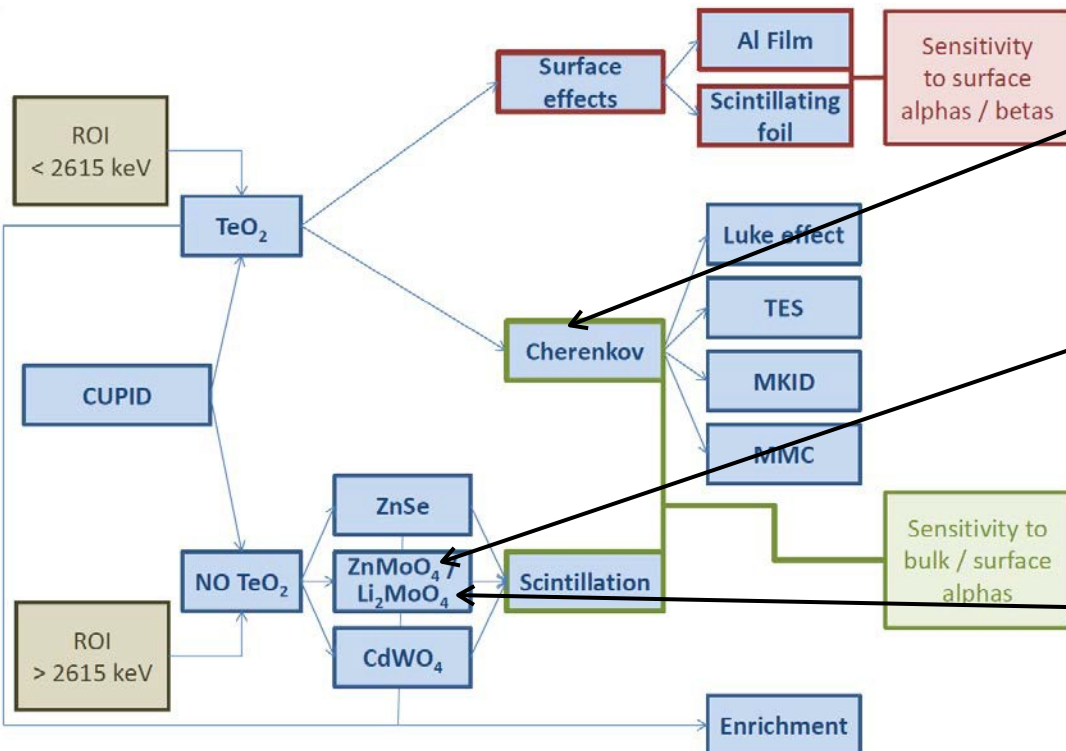 Al Film
Surface
effects
Scintillating
foil
Sensitivity
to surface
alphas / betas
ROI
< 2615 keV
TeO₂
Luke effect
TES
Cherenkov
MKID
MMC
CUPID
ZnSe
NO TeO₂
ZnMoO₄ /
Li₂MoO₄
Scintillation
CdWO₄
Sensitivity to
bulk / surface
alphas
ROI
> 2615 keV
Enrichment